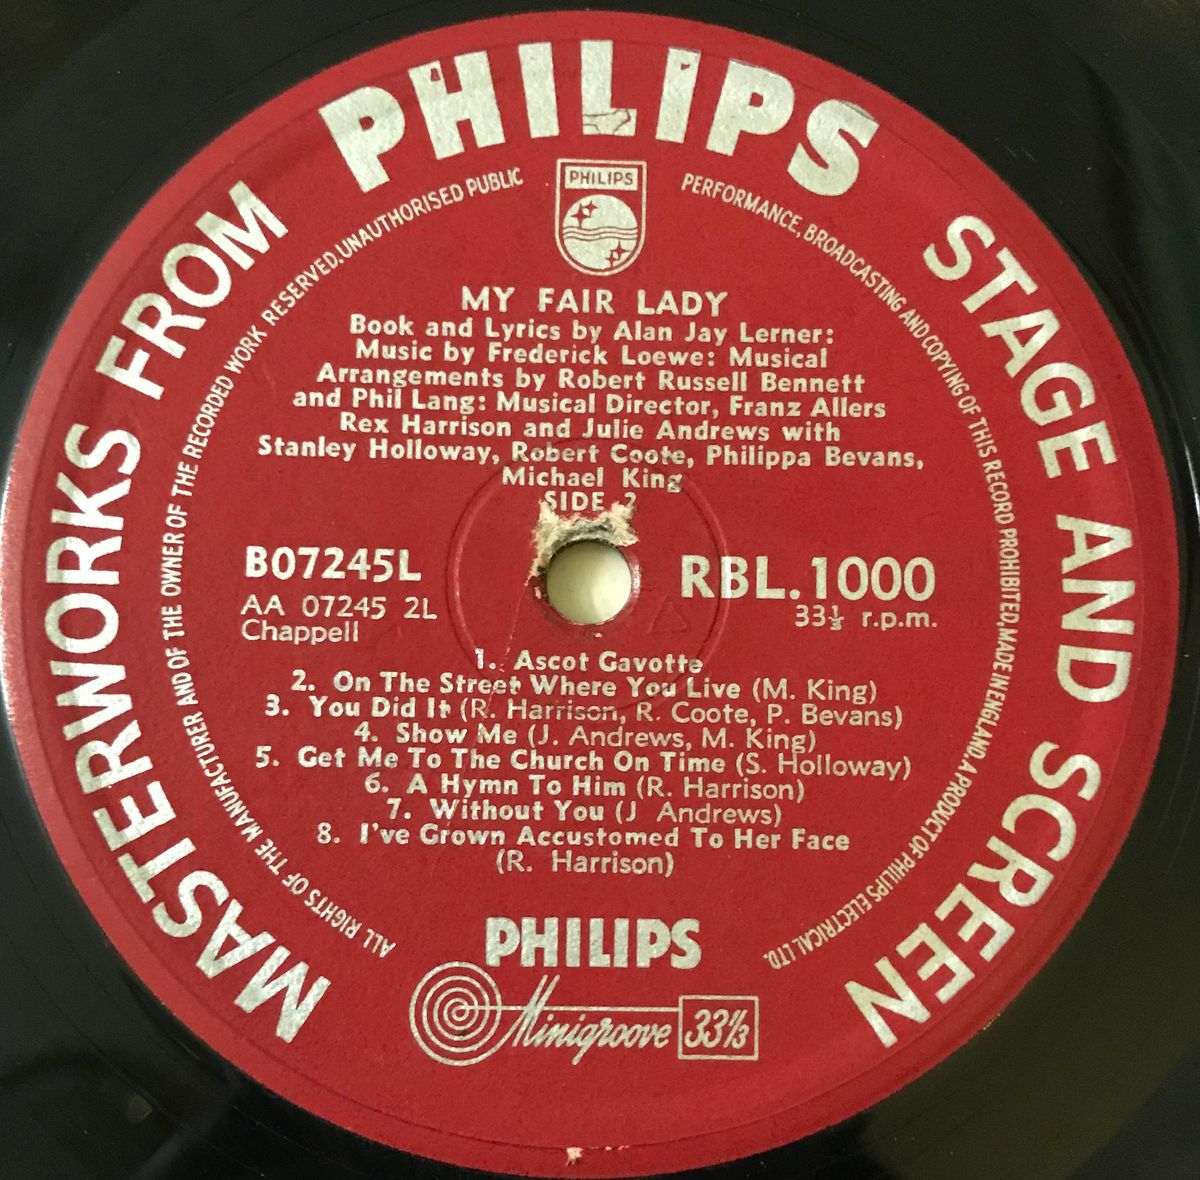 MASTERWORKS FROM PHILIPS STAGE AND SCREEN
ALL RIGHTS OF THE MANUFACTURER AND OF THE OWNER OF THE RECORDED WORK RESERVED. UNAUTHORISED PUBLIC PERFORMANCE, BROADCASTING AND COPYING OF THIS RECORD PROHIBITED. MADE IN ENGLAND. A PRODUCT OF PHILIPS ELECTRICAL LTD.
PHILIPS
MY FAIR LADY
Book and Lyrics by Alan Jay Lerner:
Music by Frederick Loewe: Musical
Arrangements by Robert Russell Bennett
and Phil Lang: Musical Director, Franz Allers
Rex Harrison and Julie Andrews with
Stanley Holloway, Robert Coote, Philippa Bevans,
Michael King
SIDE 2
B07245L
AA 07245 2L
Chappell
RBL.1000
33⅓ r.p.m.
1. Ascot Gavotte
2. On The Street Where You Live (M. King)
3. You Did It (R. Harrison, R. Coote, P. Bevans)
4. Show Me (J. Andrews, M. King)
5. Get Me To The Church On Time (S. Holloway)
6. A Hymn To Him (R. Harrison)
7. Without You (J Andrews)
8. I've Grown Accustomed To Her Face
(R. Harrison)
PHILIPS
Minigroove 33⅓